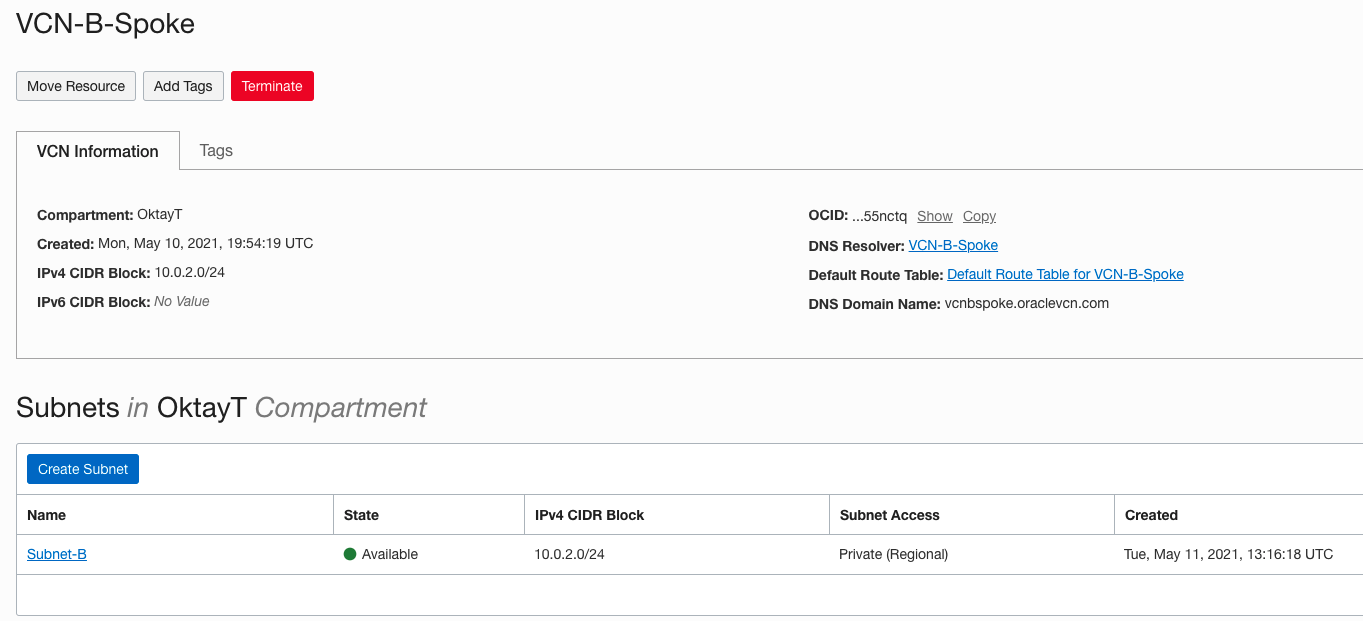 VCN-B-Spoke
Move Resource Add Tags Terminate
VCN Information Tags
Compartment: OktayT
Created: Mon, May 10, 2021, 19:54:19 UTC
IPv4 CIDR Block: 10.0.2.0/24
IPv6 CIDR Block: No Value
OCID: ...55nctq Show Copy
DNS Resolver: VCN-B-Spoke
Default Route Table: Default Route Table for VCN-B-Spoke
DNS Domain Name: vcnbspoke.oraclevcn.com
Subnets in OktayT Compartment
Create Subnet
Name State IPv4 CIDR Block Subnet Access Created
Subnet-B Available 10.0.2.0/24 Private (Regional) Tue, May 11, 2021, 13:16:18 UTC